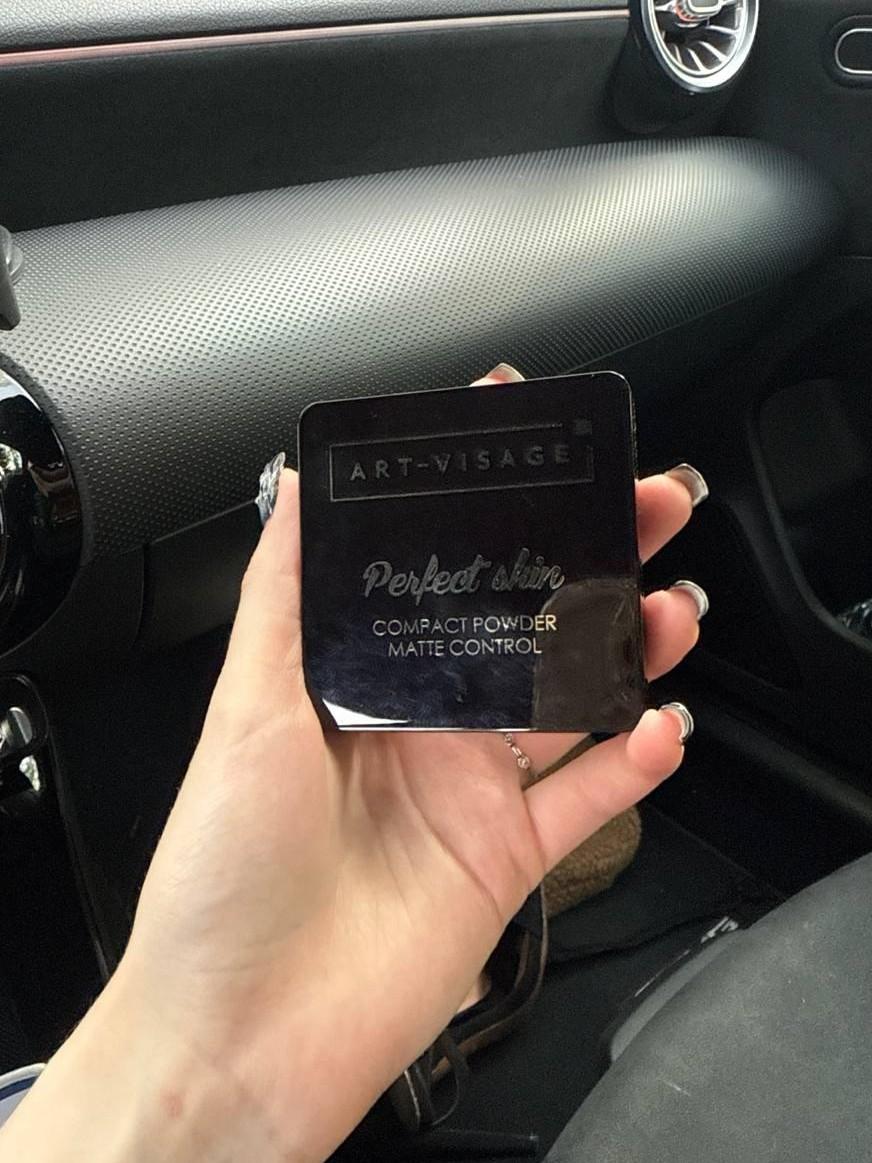 ART-VISAGE
Perfect skin
COMPACT POWDER
MATTE CONTROL